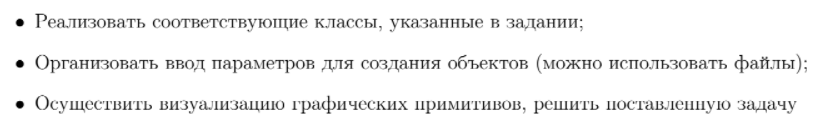 • Реализовать соответствующие классы, указанные в задании;
• Организовать ввод параметров для создания объектов (можно использовать файлы);
• Осуществить визуализацию графических примитивов, решить поставленную задачу